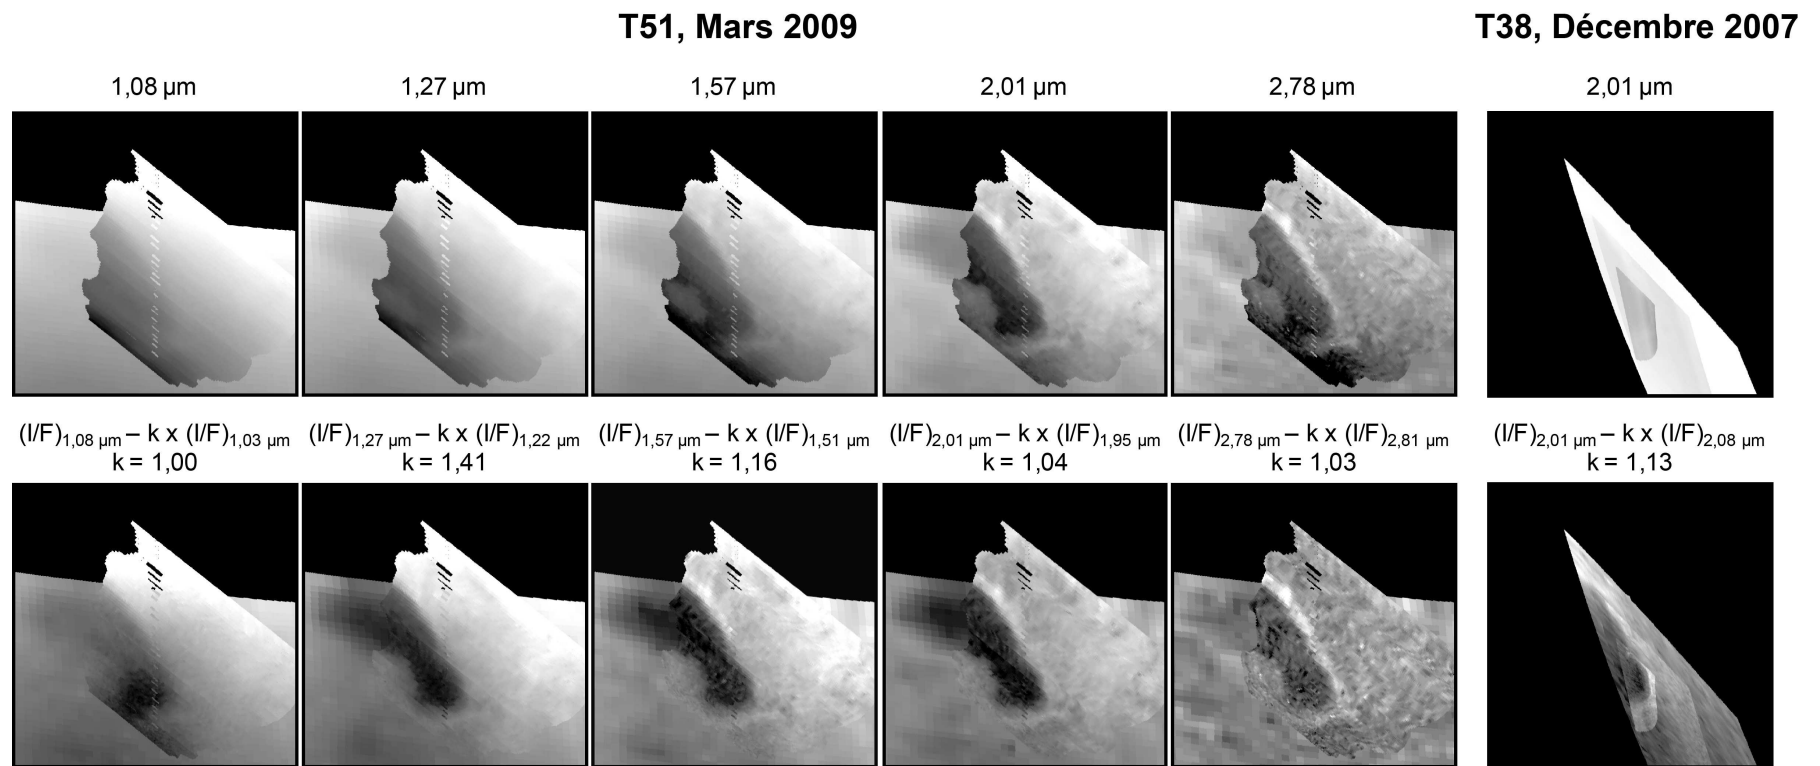 T51, Mars 2009 T38, Décembre 2007
1,08 µm 1,27 µm 1,57 µm 2,01 µm 2,78 µm 2,01 µm
(I/F)1,08 µm – k x (I/F)1,03 µm (I/F)1,27 µm – k x (I/F)1,22 µm (I/F)1,57 µm – k x (I/F)1,51 µm (I/F)2,01 µm – k x (I/F)1,95 µm (I/F)2,78 µm – k x (I/F)2,81 µm (I/F)2,01 µm – k x (I/F)2,08 µm
k = 1,00 k = 1,41 k = 1,16 k = 1,04 k = 1,03 k = 1,13